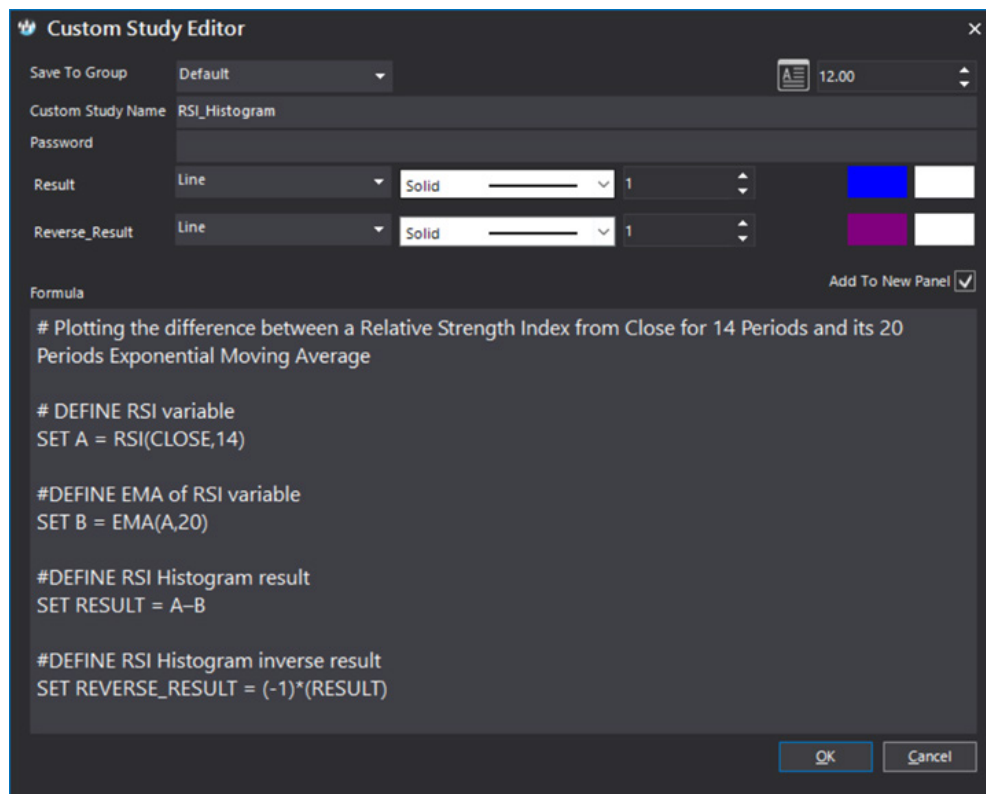 Custom Study Editor
Save To Group Default 12.00
Custom Study Name RSI_Histogram
Password
Result Line Solid 1
Reverse_Result Line Solid 1
Add To New Panel
Formula
# Plotting the difference between a Relative Strength Index from Close for 14 Periods and its 20
Periods Exponential Moving Average
# DEFINE RSI variable
SET A = RSI(CLOSE,14)
#DEFINE EMA of RSI variable
SET B = EMA(A,20)
#DEFINE RSI Histogram result
SET RESULT = A–B
#DEFINE RSI Histogram inverse result
SET REVERSE_RESULT = (-1)*(RESULT)
OK Cancel